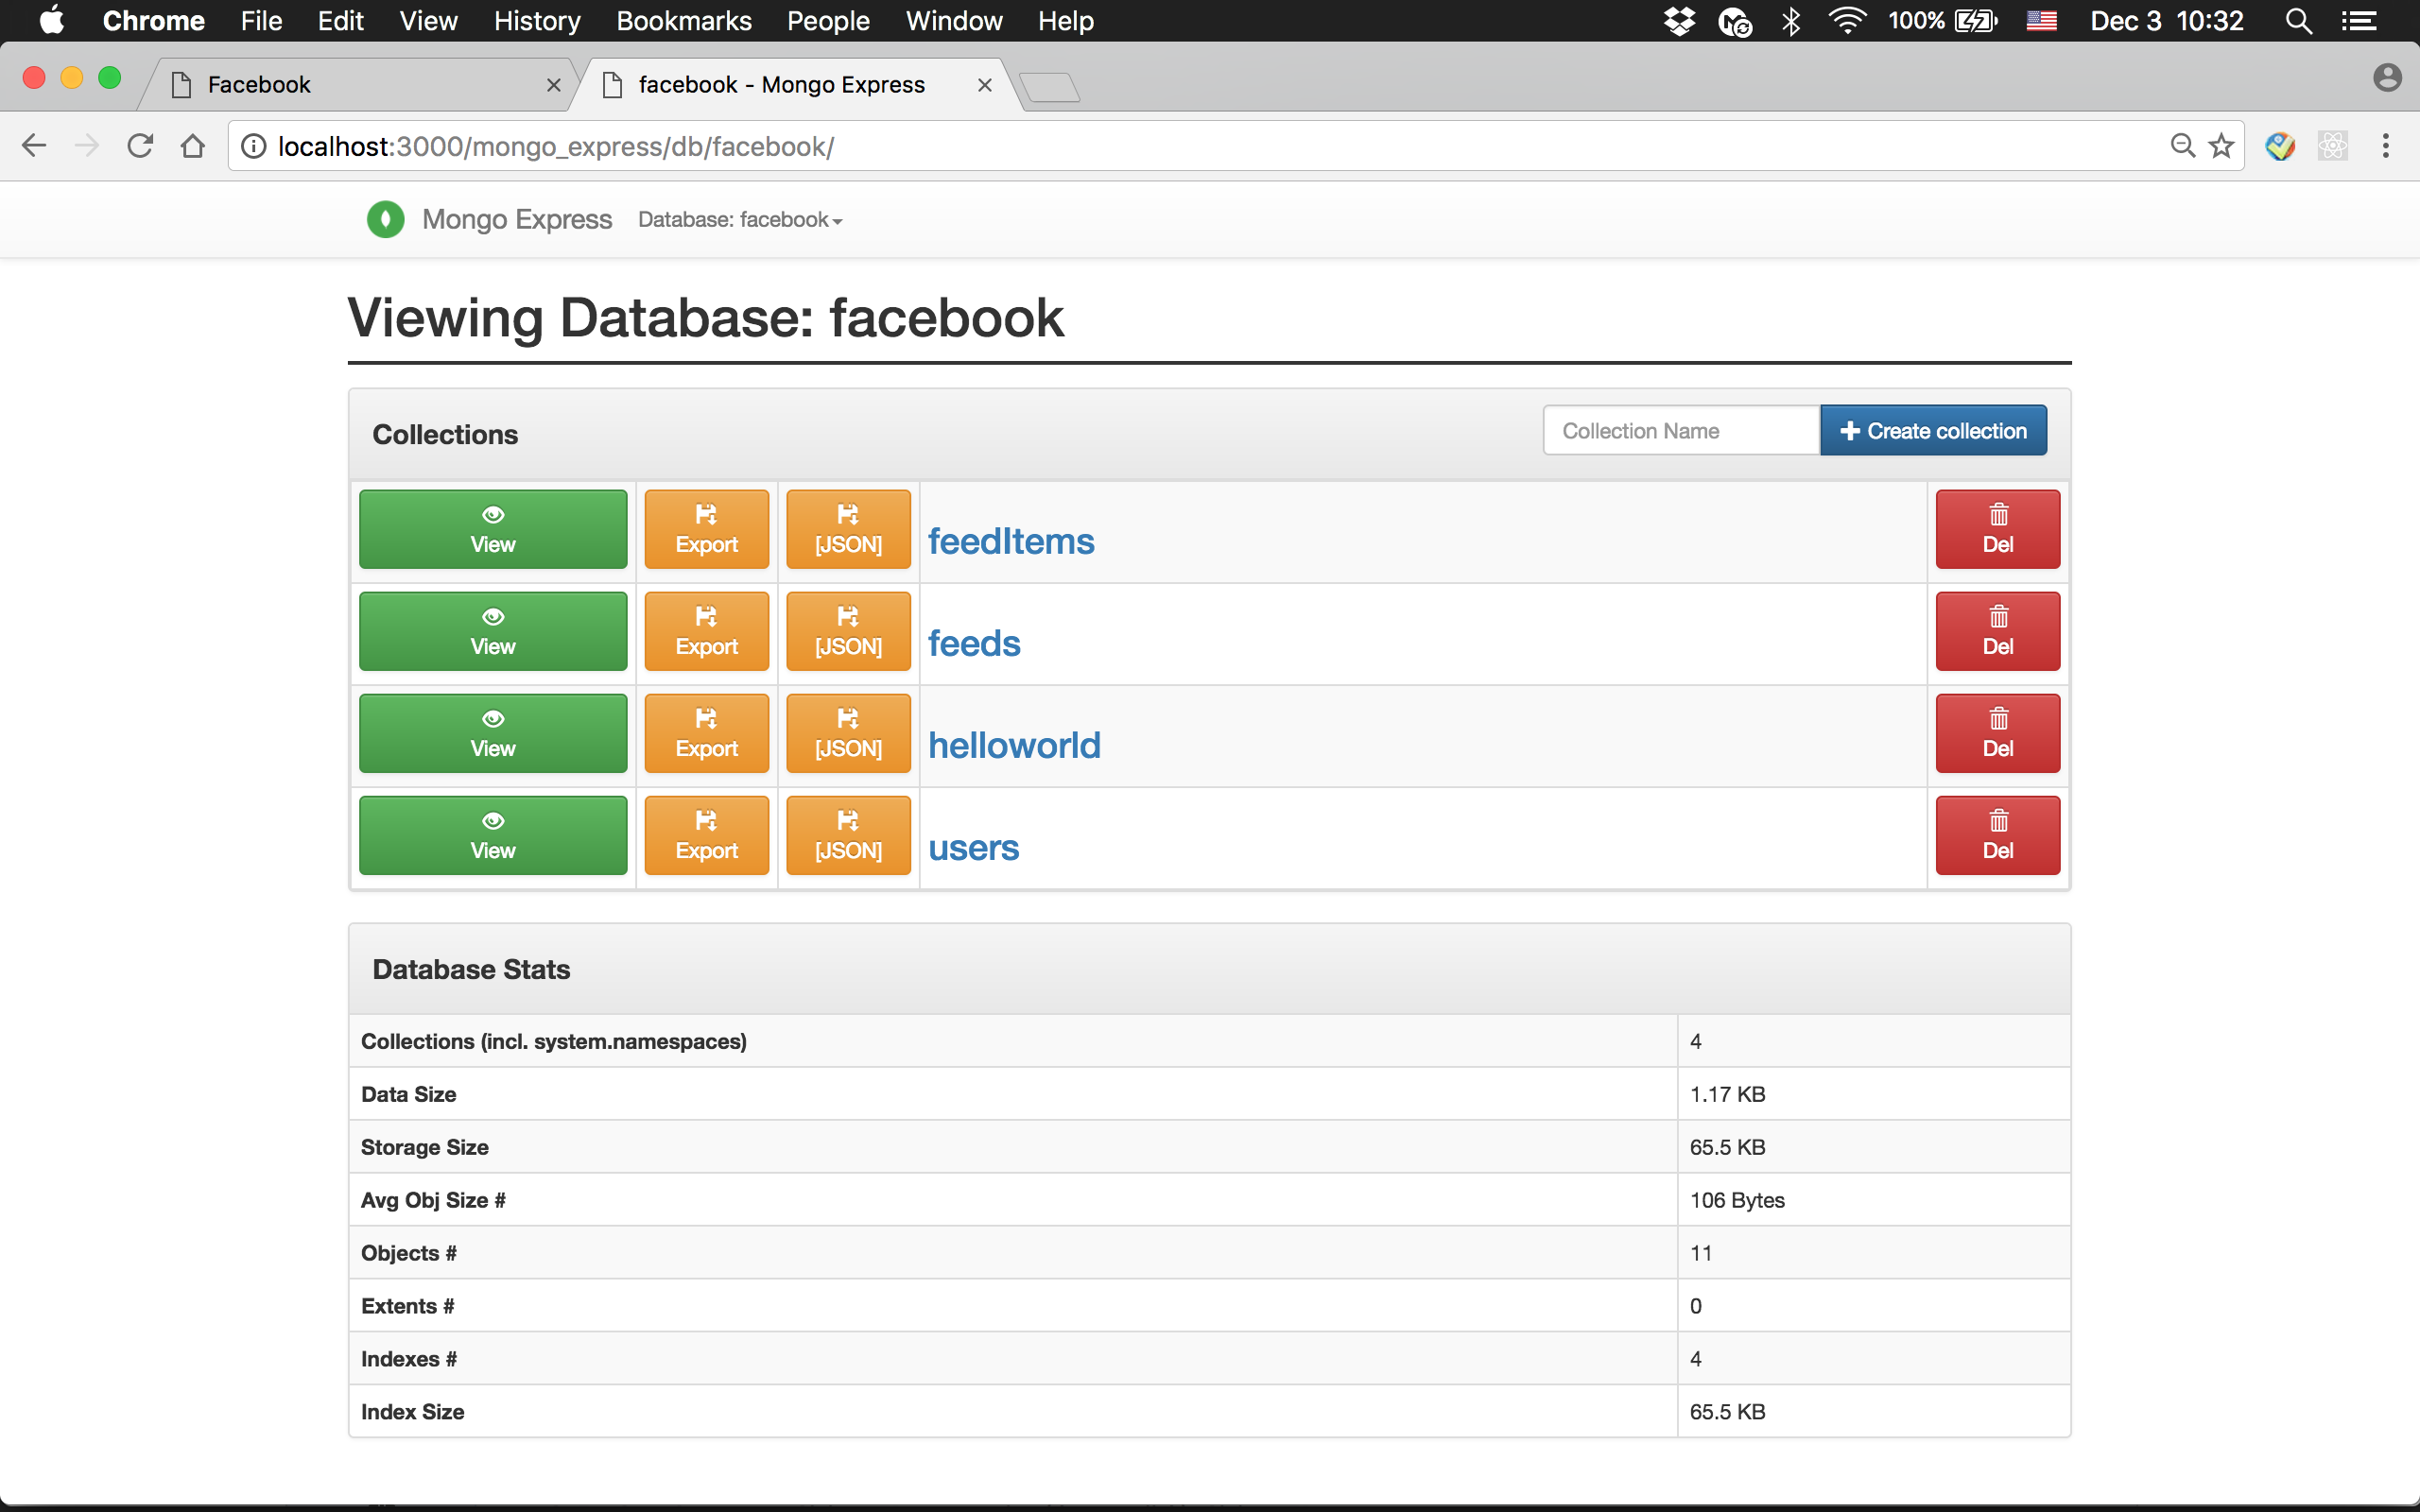 Chrome File Edit View History Bookmarks People Window Help 100% Dec 3 10:32
Facebook facebook - Mongo Express
localhost:3000/mongo_express/db/facebook/
Mongo Express Database: facebook
Viewing Database: facebook
Collections Collection Name Create collection
View Export [JSON] feedItems Del
View Export [JSON] feeds Del
View Export [JSON] helloworld Del
View Export [JSON] users Del
Database Stats
Collections (incl. system.namespaces) 4
Data Size 1.17 KB
Storage Size 65.5 KB
Avg Obj Size # 106 Bytes
Objects # 11
Extents # 0
Indexes # 4
Index Size 65.5 KB